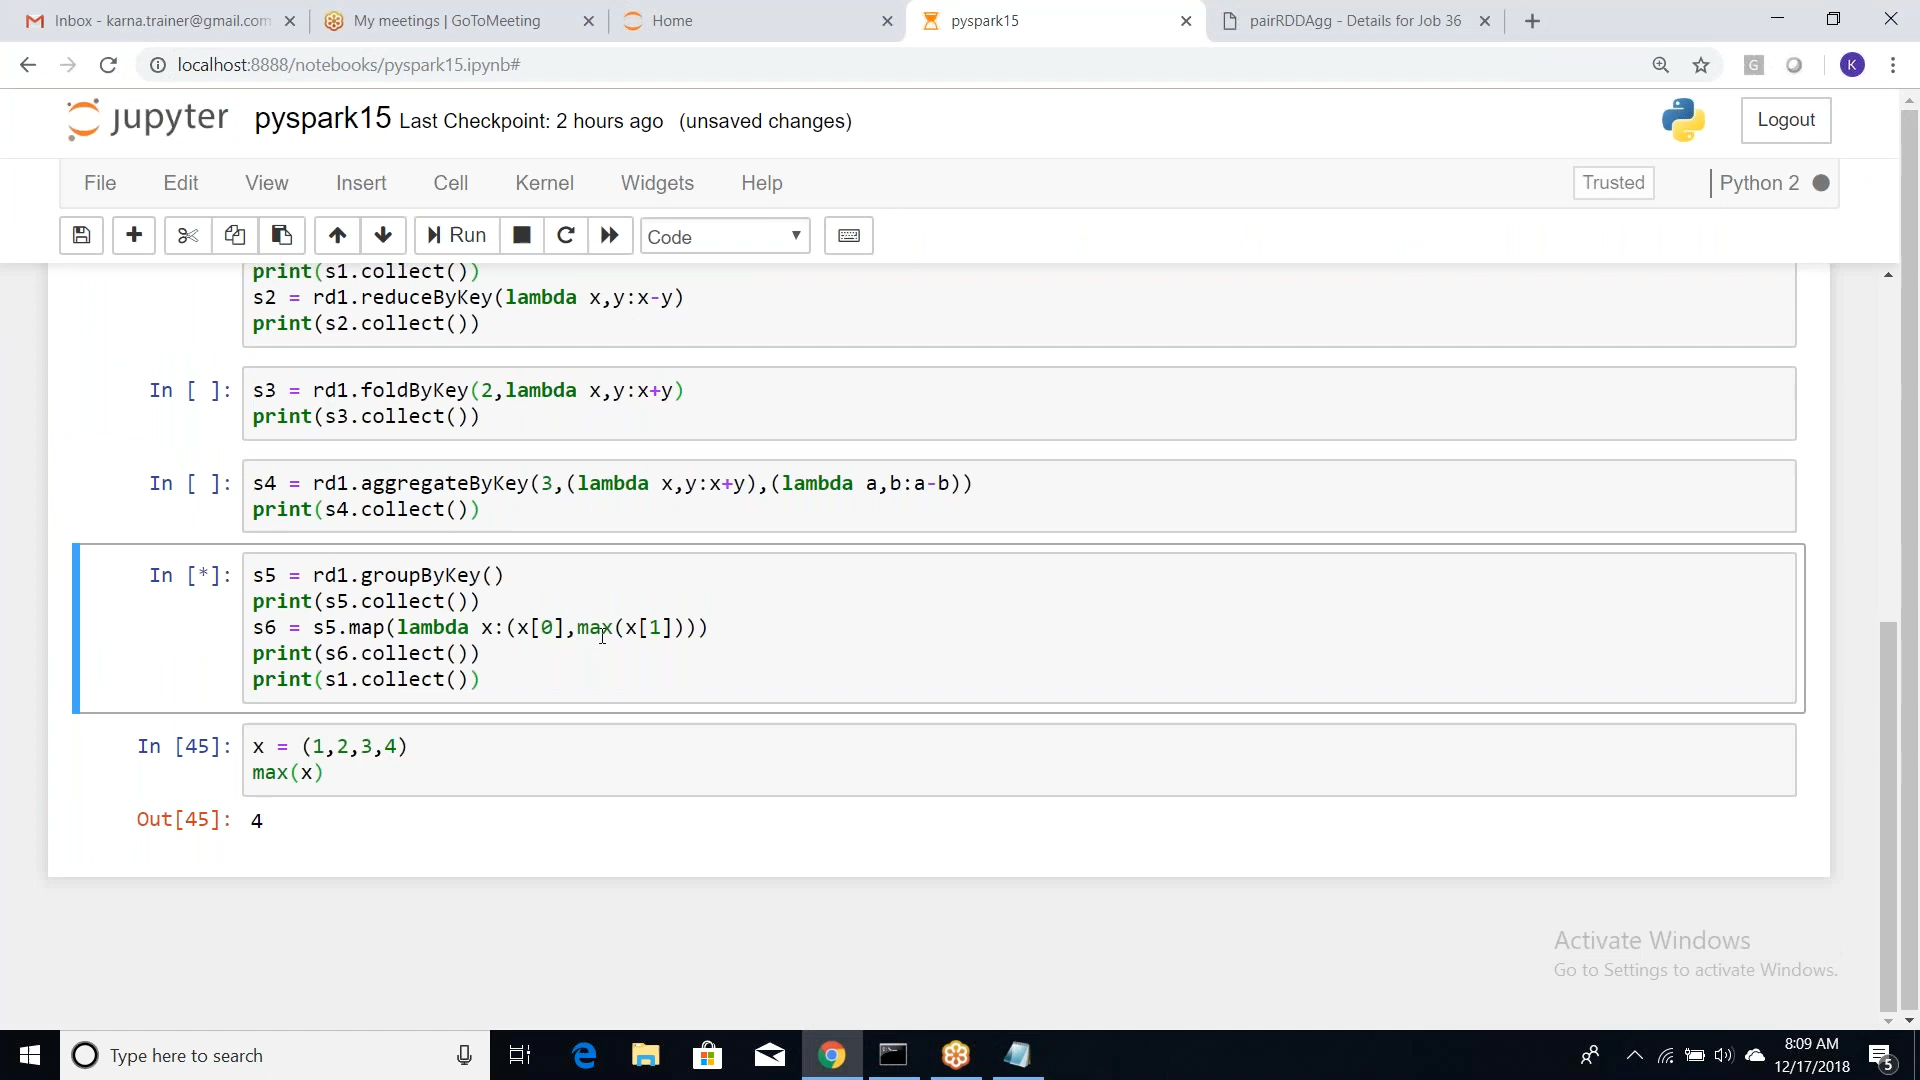 Inbox - karna.trainer@gmail.com
My meetings | GoToMeeting
Home
pyspark15
pairRDDAgg - Details for Job 36
localhost:8888/notebooks/pyspark15.ipynb#
G
K
jupyter
pyspark15 Last Checkpoint: 2 hours ago (unsaved changes)
Logout
File Edit View Insert Cell Kernel Widgets Help
Trusted
Python 2
Run
Code
print(s1.collect())
s2 = rd1.reduceByKey(lambda x,y:x-y)
print(s2.collect())
In [ ]: s3 = rd1.foldByKey(2,lambda x,y:x+y)
print(s3.collect())
In [ ]: s4 = rd1.aggregateByKey(3,(lambda x,y:x+y),(lambda a,b:a-b))
print(s4.collect())
In [*]: s5 = rd1.groupByKey()
print(s5.collect())
s6 = s5.map(lambda x:(x[0],max(x[1])))
print(s6.collect())
print(s1.collect())
In [45]: x = (1,2,3,4)
max(x)
Out[45]: 4
Activate Windows
Go to Settings to activate Windows.
Type here to search
8:09 AM
12/17/2018
5